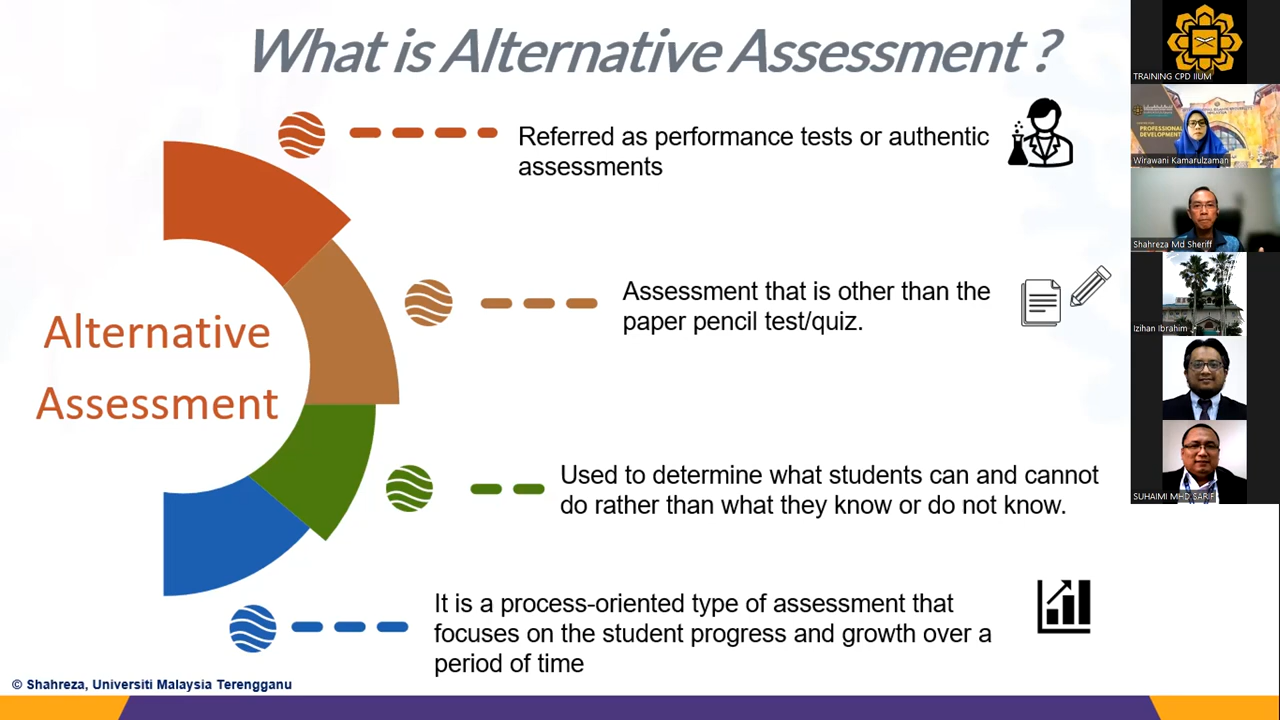 What is Alternative Assessment ?
Referred as performance tests or authentic
assessments
Assessment that is other than the
paper pencil test/quiz.
Alternative
Assessment
Used to determine what students can and cannot
do rather than what they know or do not know.
It is a process-oriented type of assessment that
focuses on the student progress and growth over a
period of time
© Shahreza, Universiti Malaysia Terengganu
TRAINING CPD IIUM
PROFESSIONAL
DEVELOPMENT
Wirawani Kamarulzaman
Shahreza Md Sheriff
Izihan Ibrahim
SUHAIMI MHD SARIF